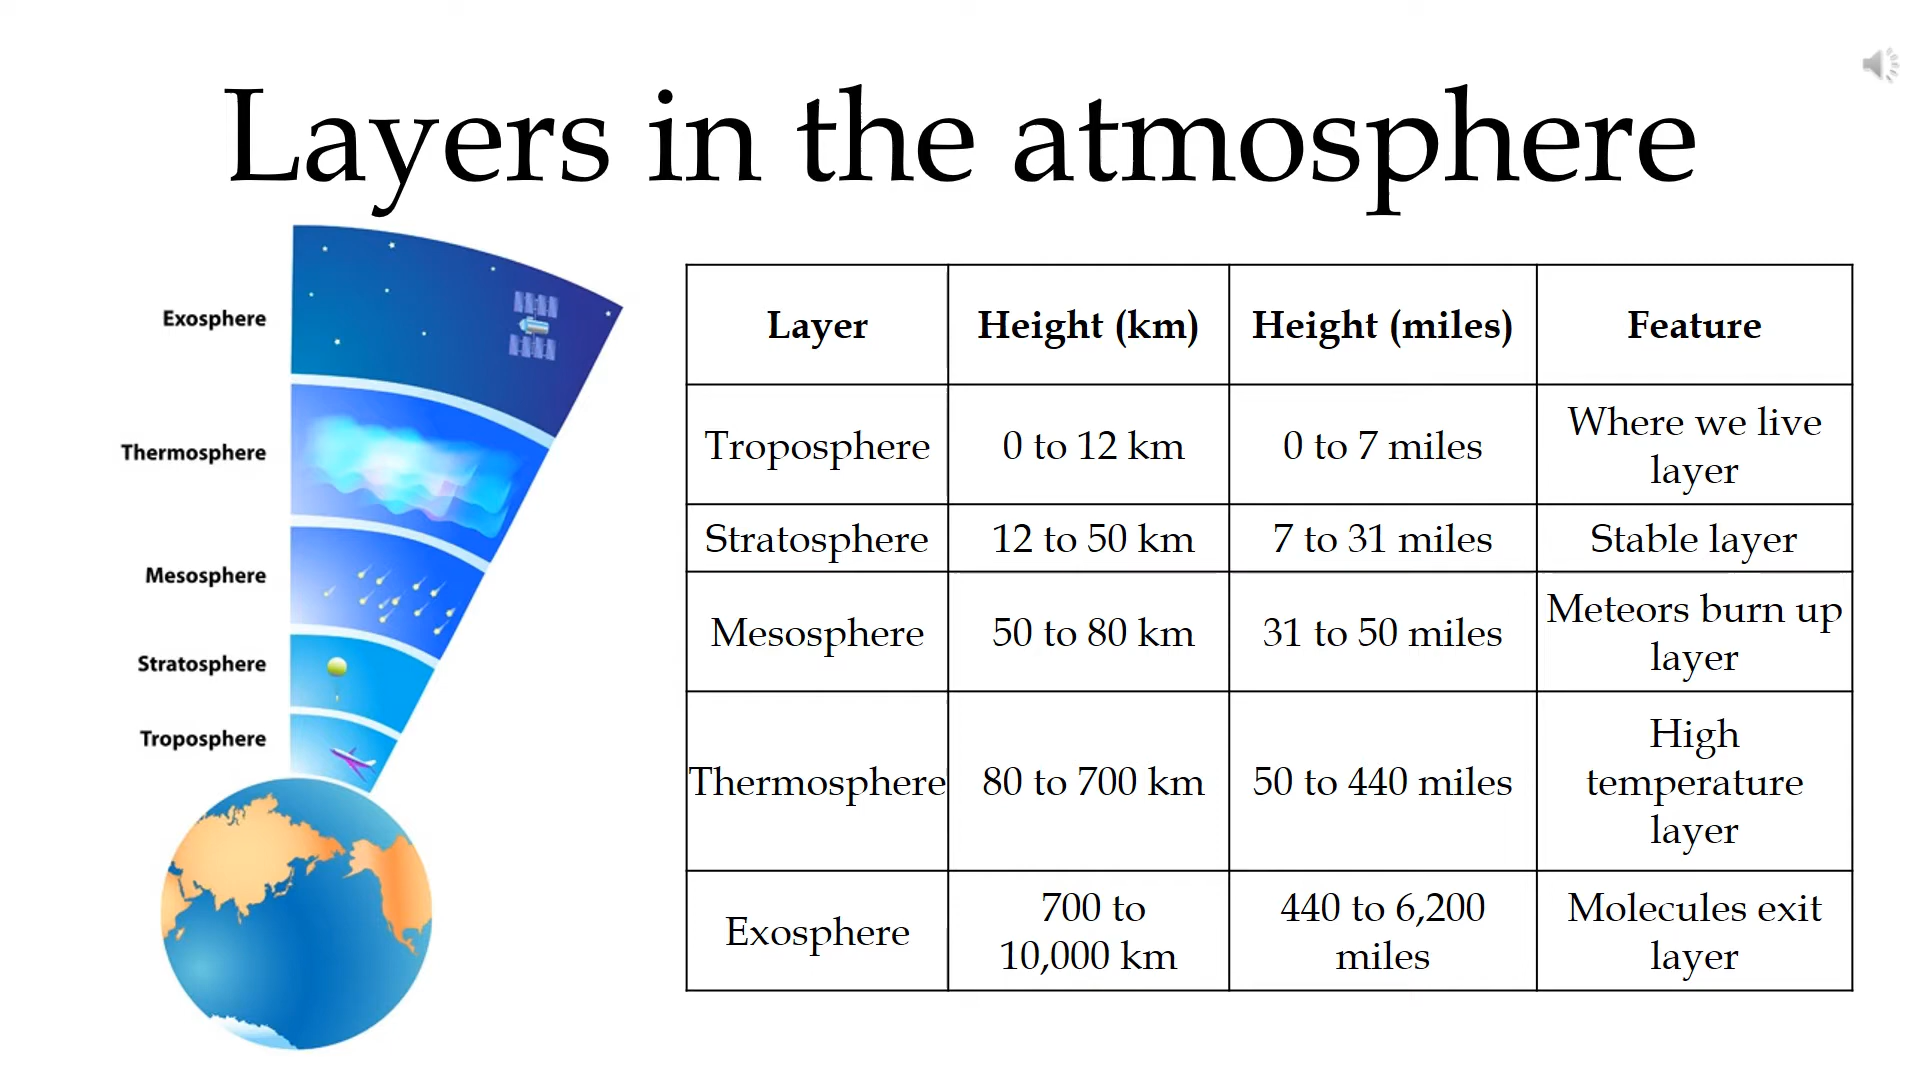 Layers in the atmosphere
Exosphere
Thermosphere
Mesosphere
Stratosphere
Troposphere
Layer Height (km) Height (miles) Feature
Troposphere 0 to 12 km 0 to 7 miles Where we live
layer
Stratosphere 12 to 50 km 7 to 31 miles Stable layer
Mesosphere 50 to 80 km 31 to 50 miles Meteors burn up
layer
Thermosphere 80 to 700 km 50 to 440 miles High
temperature
layer
Exosphere 700 to
10,000 km 440 to 6,200
miles Molecules exit
layer